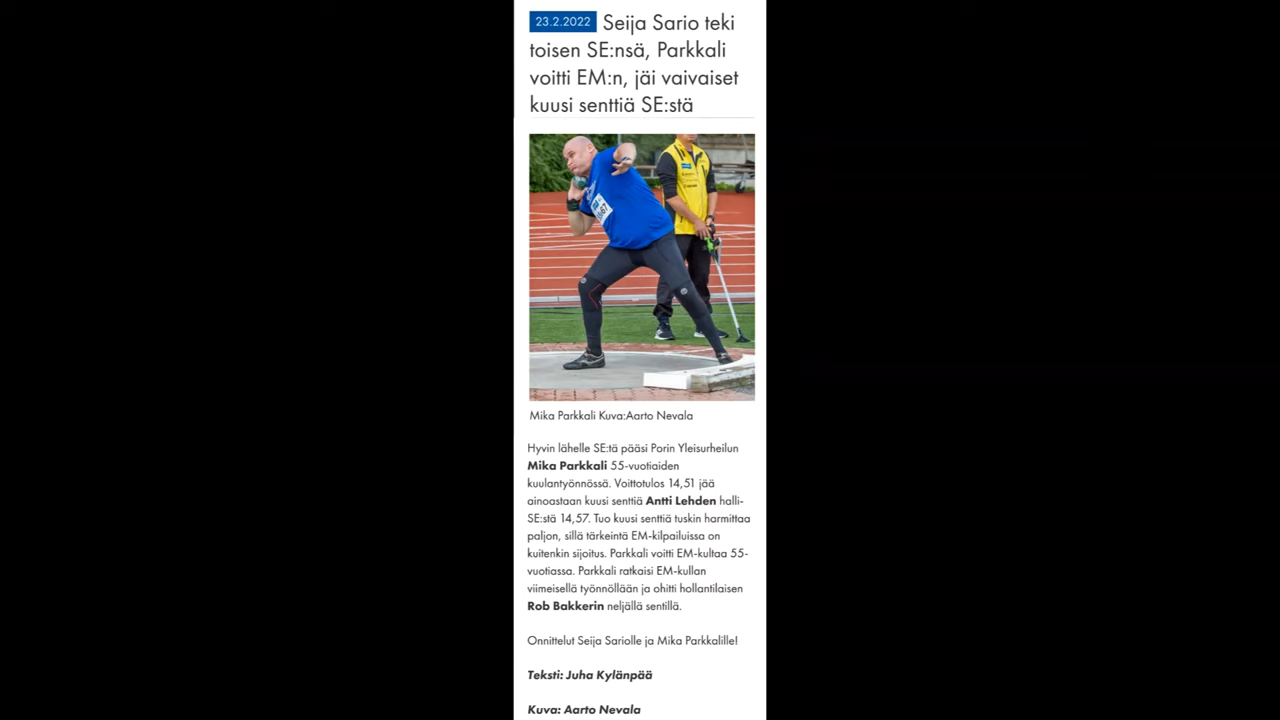 23.2.2022 Seija Sario teki
toisen SE:nsä, Parkkali
voitti EM:n, jäi vaivaiset
kuusi senttiä SE:stä
Mika Parkkali Kuva:Aarto Nevala
Hyvin lähelle SE:tä pääsi Porin Yleisurheilun
Mika Parkkali 55-vuotiaiden
kuulantyönnössä. Voittotulos 14,51 jää
ainoastaan kuusi senttiä Antti Lehden halli-
SE:stä 14,57. Tuo kuusi senttiä tuskin harmittaa
paljon, sillä tärkeintä EM-kilpailuissa on
kuitenkin sijoitus. Parkkali voitti EM-kultaa 55-
vuotiassa. Parkkali ratkaisi EM-kullan
viimeisellä työnnöllään ja ohitti hollantilaisen
Rob Bakkerin neljällä sentillä.
Onnittelut Seija Sariolle ja Mika Parkkalille!
Teksti: Juha Kylänpää
Kuva: Aarto Nevala